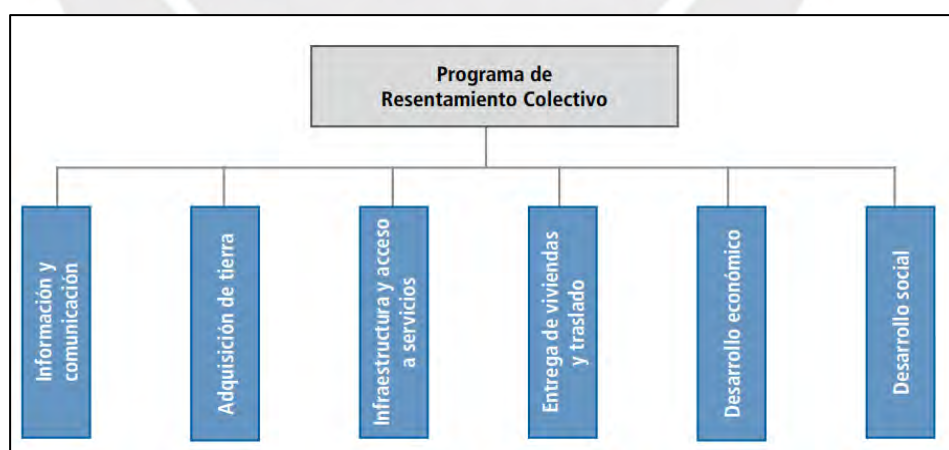 Programa de
Resentamiento Colectivo
Información y
comunicación
Adquisición de tierra
Infraestructura y acceso
a servicios
Entrega de viviendas
y traslado
Desarrollo económico
Desarrollo social